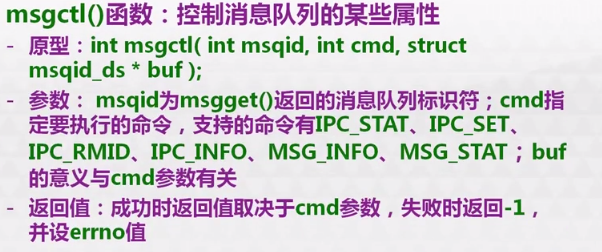 msgctl()函数：控制消息队列的某些属性
- 原型：int msgctl( int msqid, int cmd, struct
msqid_ds * buf );
- 参数： msqid为msgget()返回的消息队列标识符；cmd指
定要执行的命令，支持的命令有IPC_STAT、IPC_SET、
IPC_RMID、IPC_INFO、MSG_INFO、MSG_STAT；buf
的意义与cmd参数有关
- 返回值：成功时返回值取决于cmd参数，失败时返回-1，
并设errno值